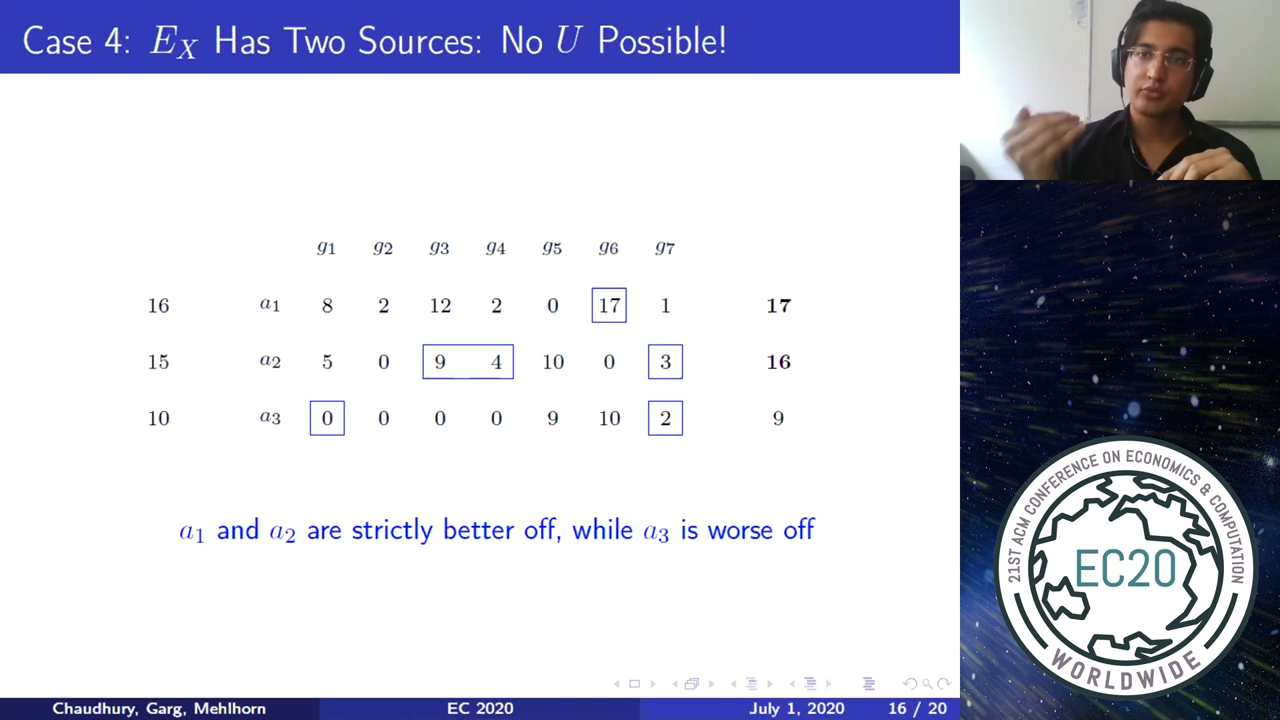 Case 4: E_X Has Two Sources: No U Possible!
g1 g2 g3 g4 g5 g6 g7
16 a1 8 2 12 2 0 17 1 17
15 a2 5 0 9 4 10 0 3 16
10 a3 0 0 0 0 9 10 2 9
a1 and a2 are strictly better off, while a3 is worse off
Chaudhury, Garg, Mehlhorn EC 2020 July 1, 2020 16 / 20
21ST ACM CONFERENCE ON ECONOMICS & COMPUTATION
EC20
WORLDWIDE